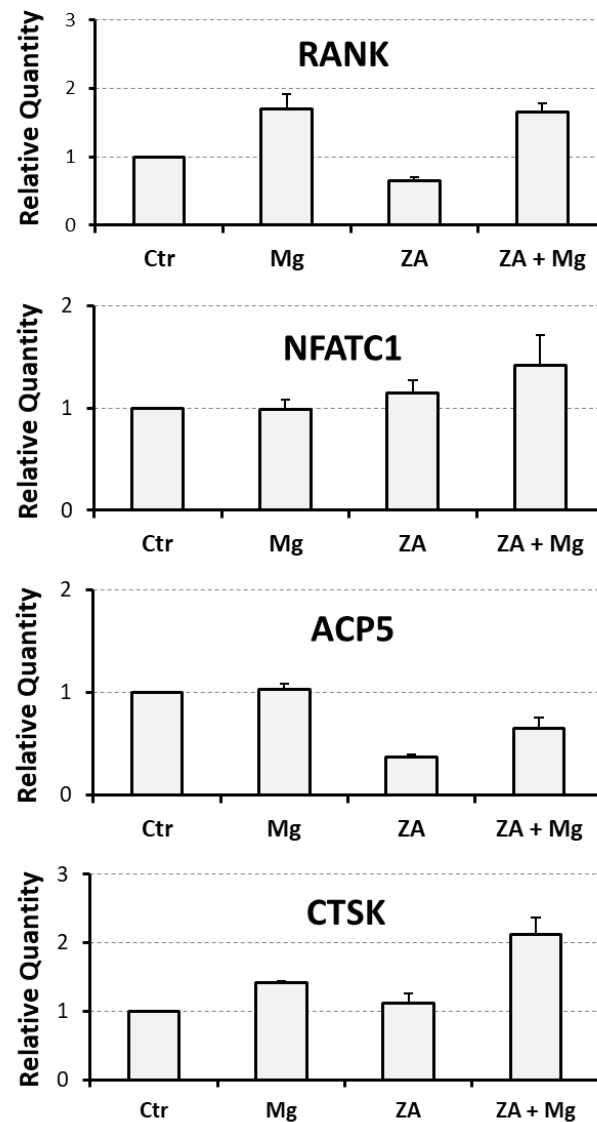 RANK
Relative Quantity
3
2
1
0
Ctr Mg ZA ZA + Mg
NFATC1
Relative Quantity
2
1
0
Ctr Mg ZA ZA + Mg
ACP5
Relative Quantity
2
1
0
Ctr Mg ZA ZA + Mg
CTSK
Relative Quantity
3
2
1
0
Ctr Mg ZA ZA + Mg